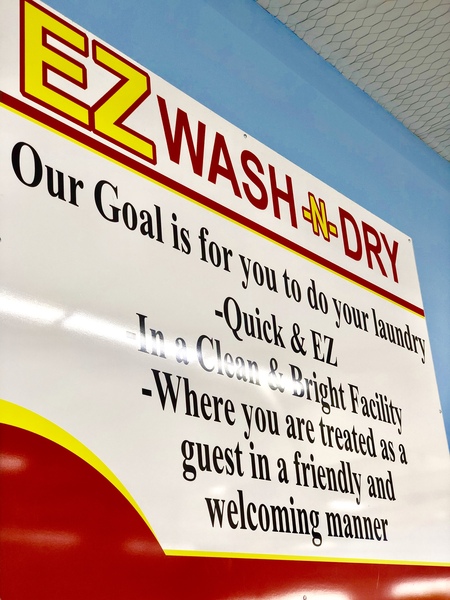 EZ WASH -N- DRY
Our Goal is for you to do your laundry
-Quick & EZ
-In a Clean & Bright Facility
-Where you are treated as a
guest in a friendly and
welcoming manner